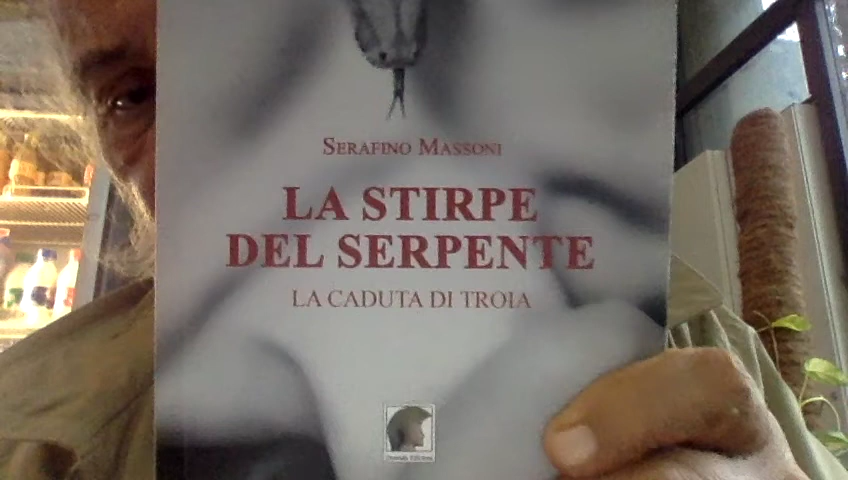 SERAFINO MASSONI
LA STIRPE
DEL SERPENTE
LA CADUTA DI TROIA